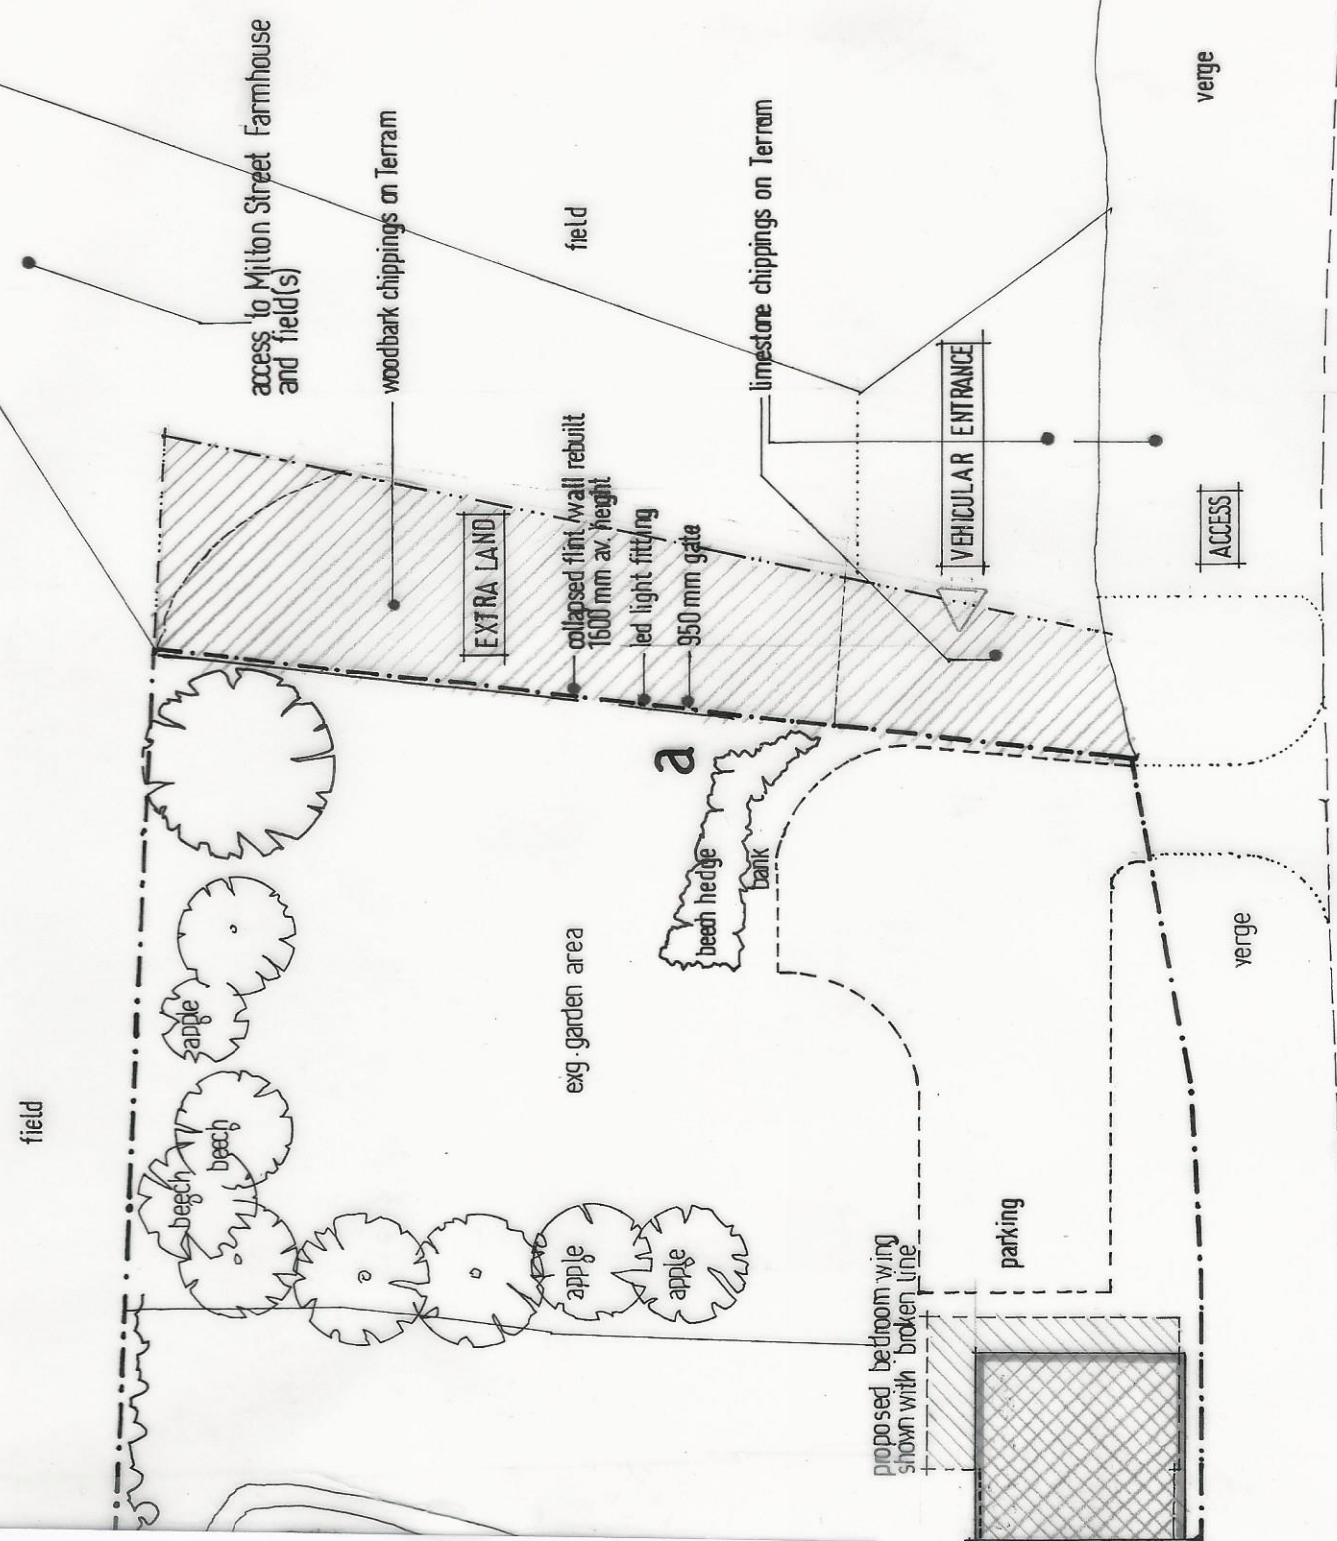 access to Milton Street Farmhouse
and field(s)
woodbark chippings on Terram
field
limestone chippings on Terram
verge
EXTRA LAND
collapsed flint wall rebuilt
1600 mm av. height
led light fitting
950 mm gate
VEHICULAR ENTRANCE
ACCESS
a
beech hedge
bank
verge
exg. garden area
apple
field
beech
beech
apple
apple
parking
proposed bedroom wing
shown with broken line